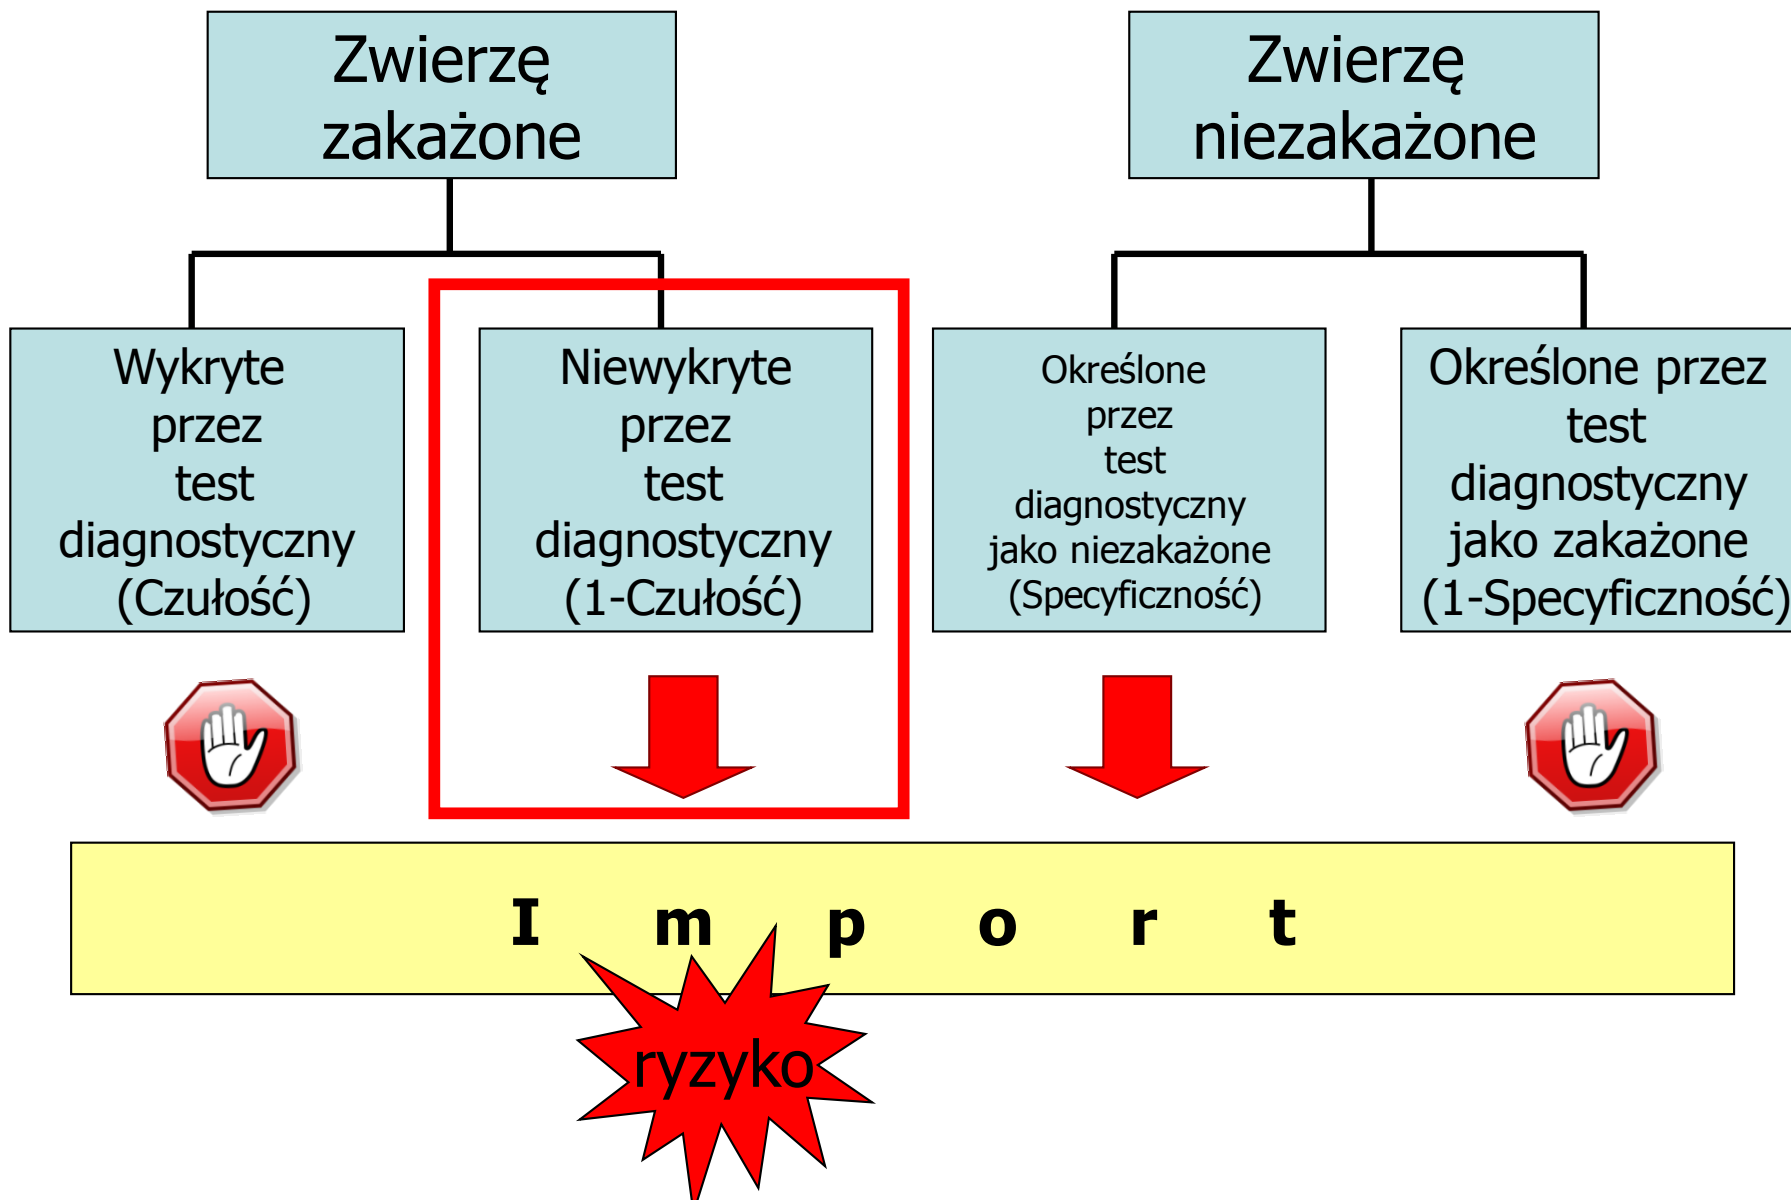 Zwierzę
zakażone
Zwierzę
niezakażone
Wykryte
przez
test
diagnostyczny
(Czułość)
Niewykryte
przez
test
diagnostyczny
(1-Czułość)
Określone
przez
test
diagnostyczny
jako niezakażone
(Specyficzność)
Określone przez
test
diagnostyczny
jako zakażone
(1-Specyficzność)
I m p o r t
ryzyko